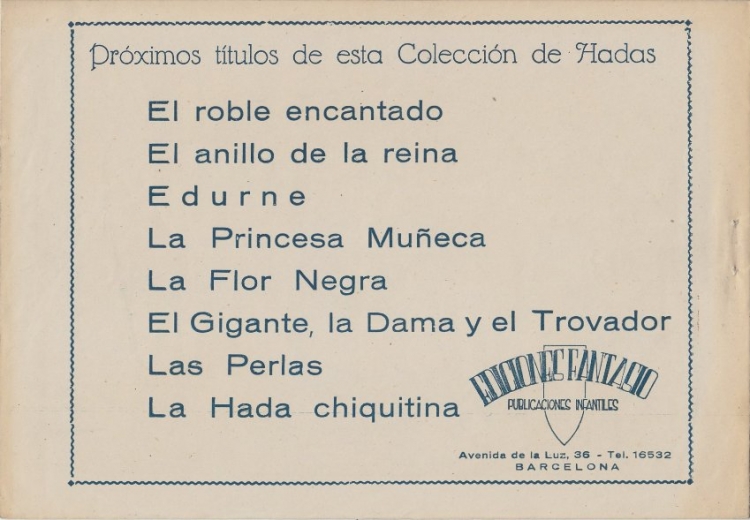 Próximos títulos de esta Colección de Hadas
El roble encantado
El anillo de la reina
Edurne
La Princesa Muñeca
La Flor Negra
El Gigante, la Dama y el Trovador
Las Perlas
La Hada chiquitina
EDICIONES FANTASIO
PUBLICACIONES INFANTILES
Avenida de la Luz, 36 - Tel. 16532
BARCELONA